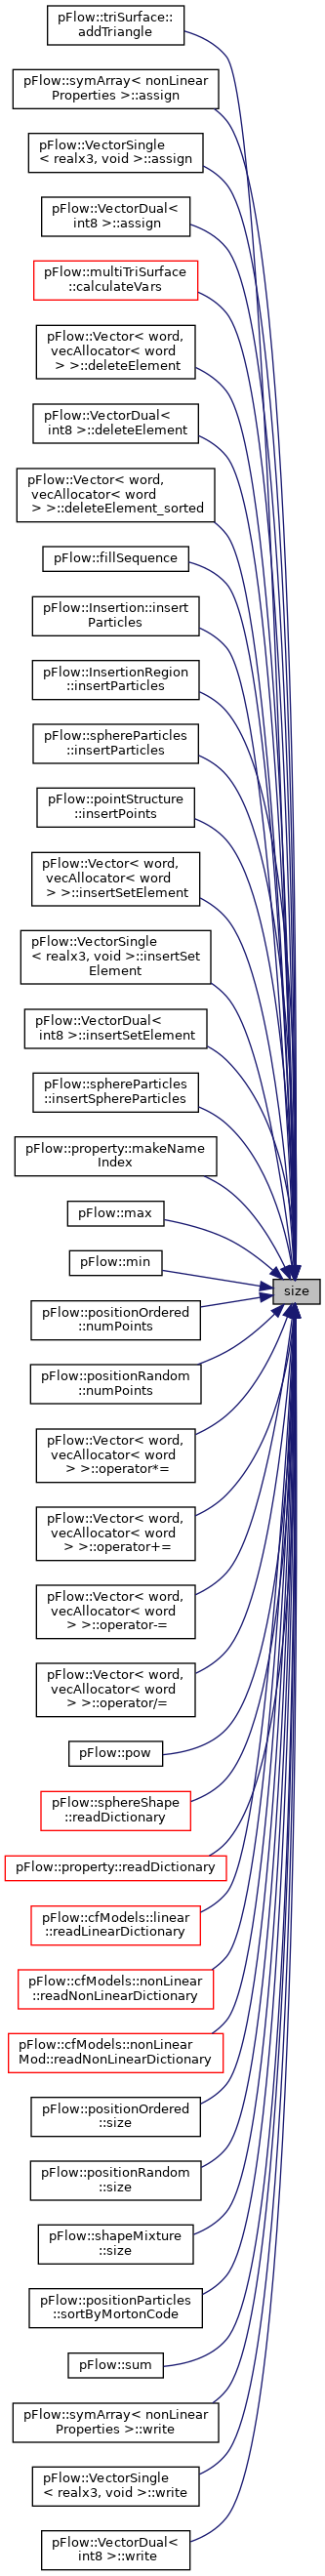 pFlow::triSurface::
addTriangle
pFlow::symArray< nonLinear
Properties >::assign
pFlow::VectorSingle
< realx3, void >::assign
pFlow::VectorDual<
int8 >::assign
pFlow::multiTriSurface
::calculateVars
pFlow::Vector< word,
vecAllocator< word
> >::deleteElement
pFlow::VectorDual<
int8 >::deleteElement
pFlow::Vector< word,
vecAllocator< word
> >::deleteElement_sorted
pFlow::fillSequence
pFlow::Insertion::insert
Particles
pFlow::InsertionRegion
::insertParticles
pFlow::sphereParticles
::insertParticles
pFlow::pointStructure
::insertPoints
pFlow::Vector< word,
vecAllocator< word
> >::insertSetElement
pFlow::VectorSingle
< realx3, void >::insertSet
Element
pFlow::VectorDual<
int8 >::insertSetElement
pFlow::sphereParticles
::insertSphereParticles
pFlow::property::makeName
Index
pFlow::max
pFlow::min
size
pFlow::positionOrdered
::numPoints
pFlow::positionRandom
::numPoints
pFlow::Vector< word,
vecAllocator< word
> >::operator*=
pFlow::Vector< word,
vecAllocator< word
> >::operator+=
pFlow::Vector< word,
vecAllocator< word
> >::operator-=
pFlow::Vector< word,
vecAllocator< word
> >::operator/=
pFlow::pow
pFlow::sphereShape
::readDictionary
pFlow::property::readDictionary
pFlow::cfModels::linear
::readLinearDictionary
pFlow::cfModels::nonLinear
::readNonLinearDictionary
pFlow::cfModels::nonLinear
Mod::readNonLinearDictionary
pFlow::positionOrdered
::size
pFlow::positionRandom
::size
pFlow::shapeMixture
::size
pFlow::positionParticles
::sortByMortonCode
pFlow::sum
pFlow::symArray< nonLinear
Properties >::write
pFlow::VectorSingle
< realx3, void >::write
pFlow::VectorDual<
int8 >::write